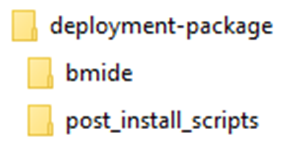 deployment-package
bmide
post_install_scripts